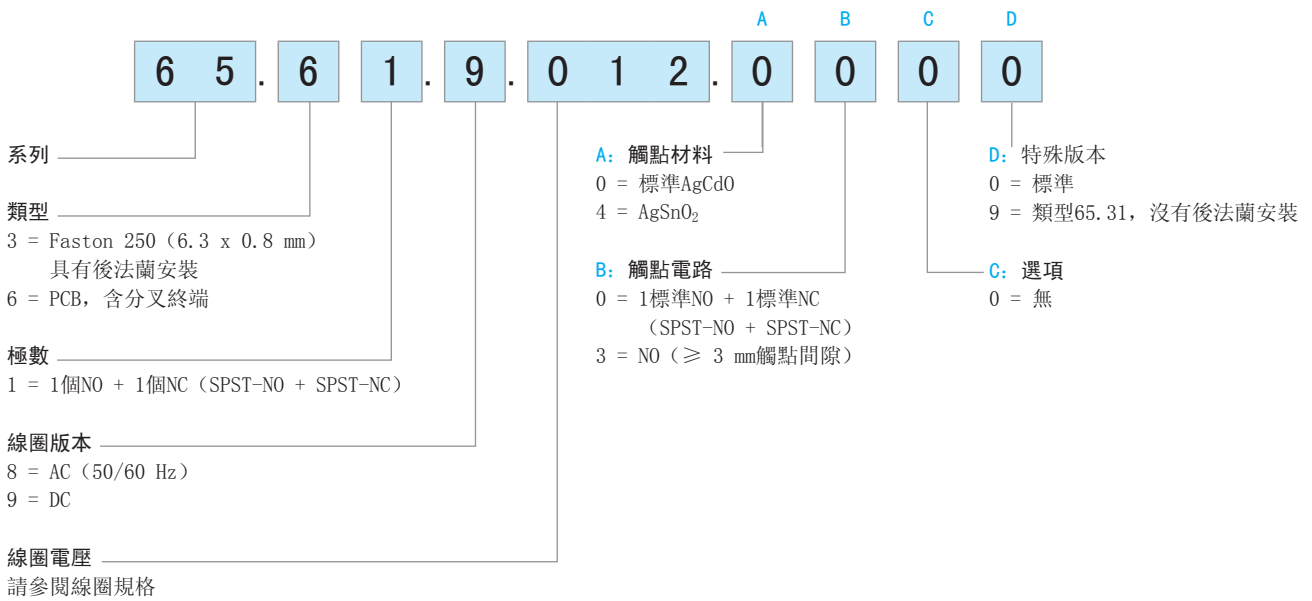 A B C D
6 5 . 6 1 . 9 . 0 1 2 . 0 0 0 0
系列
類型
3 = Faston 250（6.3 x 0.8 mm）
具有後法蘭安裝
6 = PCB，含分叉終端
極數
1 = 1個NO + 1個NC（SPST-NO + SPST-NC）
線圈版本
8 = AC（50/60 Hz）
9 = DC
線圈電壓
請參閱線圈規格
A: 觸點材料
0 = 標準AgCdO
4 = AgSnO₂
B: 觸點電路
0 = 1標準NO + 1標準NC
（SPST-NO + SPST-NC）
3 = NO（≥ 3 mm觸點間隙）
D: 特殊版本
0 = 標準
9 = 類型65.31，沒有後法蘭安裝
C: 選項
0 = 無